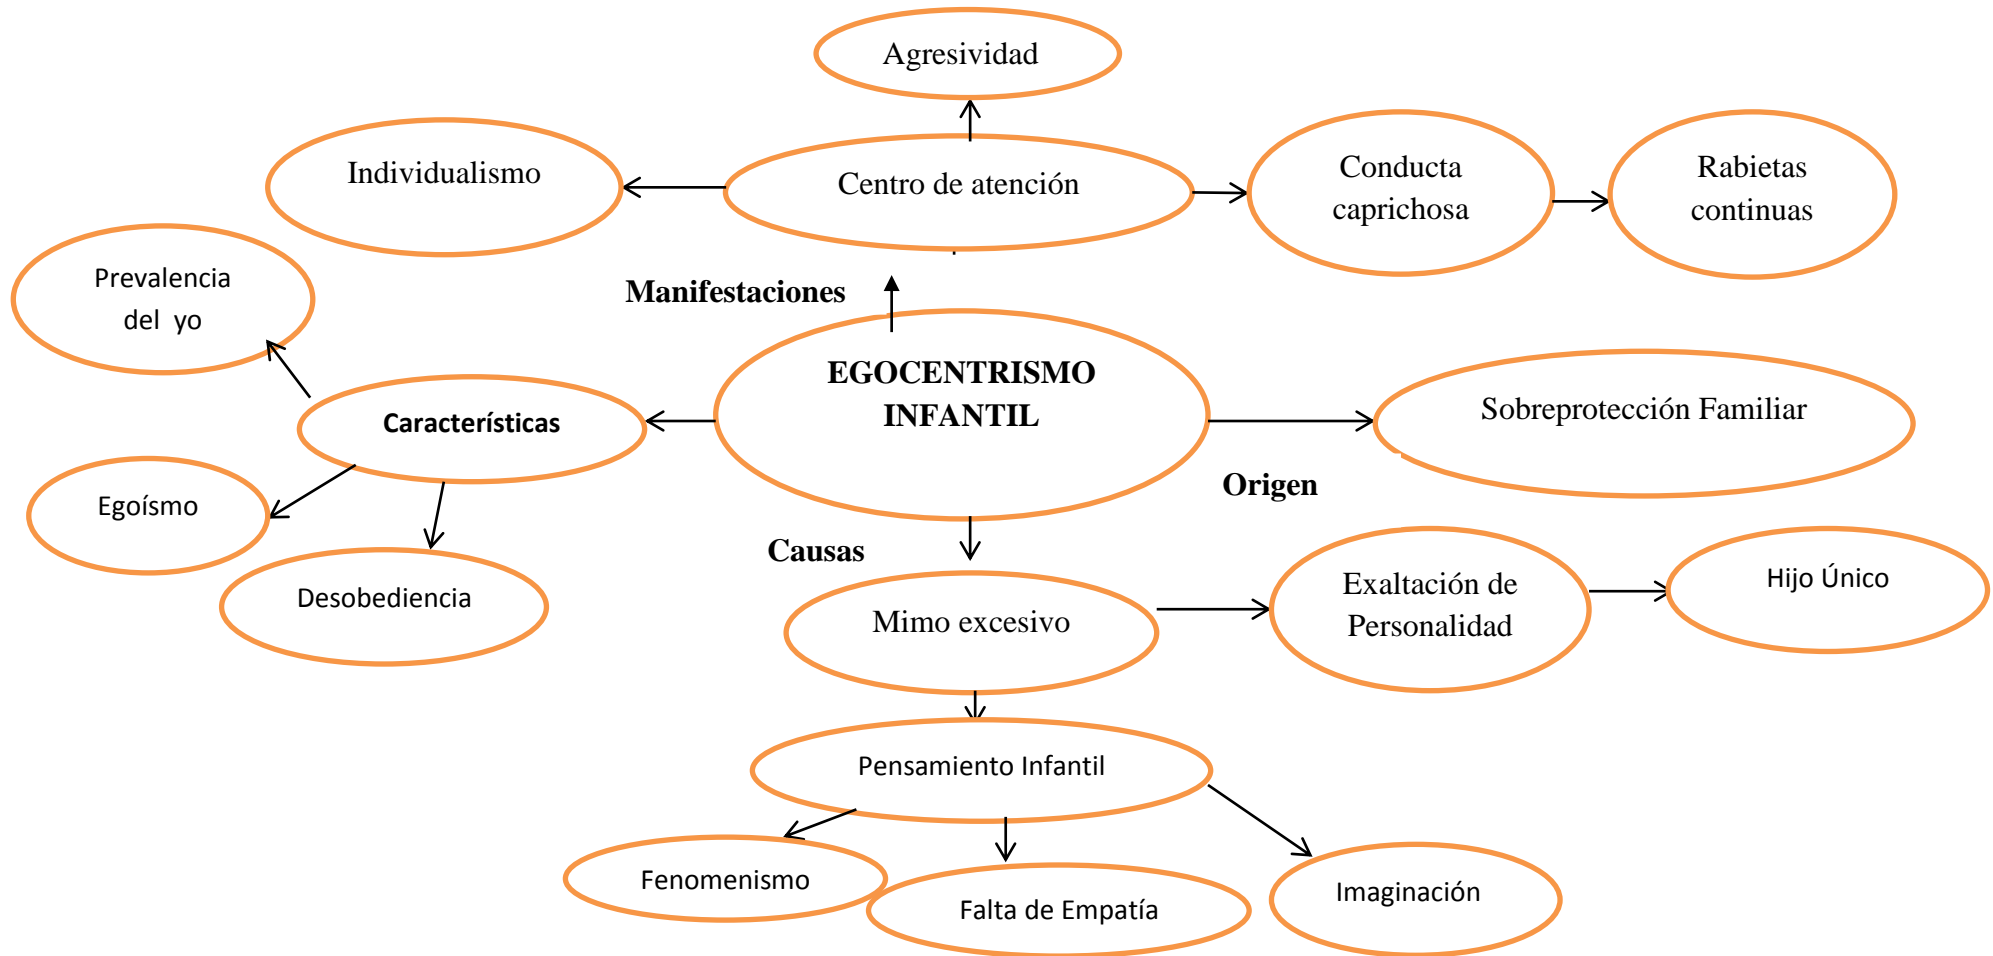 Agresividad
Individualismo
Centro de atención
Conducta
caprichosa
Rabietas
continuas
Prevalencia
del  yo
Manifestaciones
EGOCENTRISMO
INFANTIL
Características
Sobreprotección Familiar
Egoísmo
Origen
Desobediencia
Causas
Mimo excesivo
Exaltación de
Personalidad
Hijo Único
Pensamiento Infantil
Fenomenismo
Falta de Empatía
Imaginación